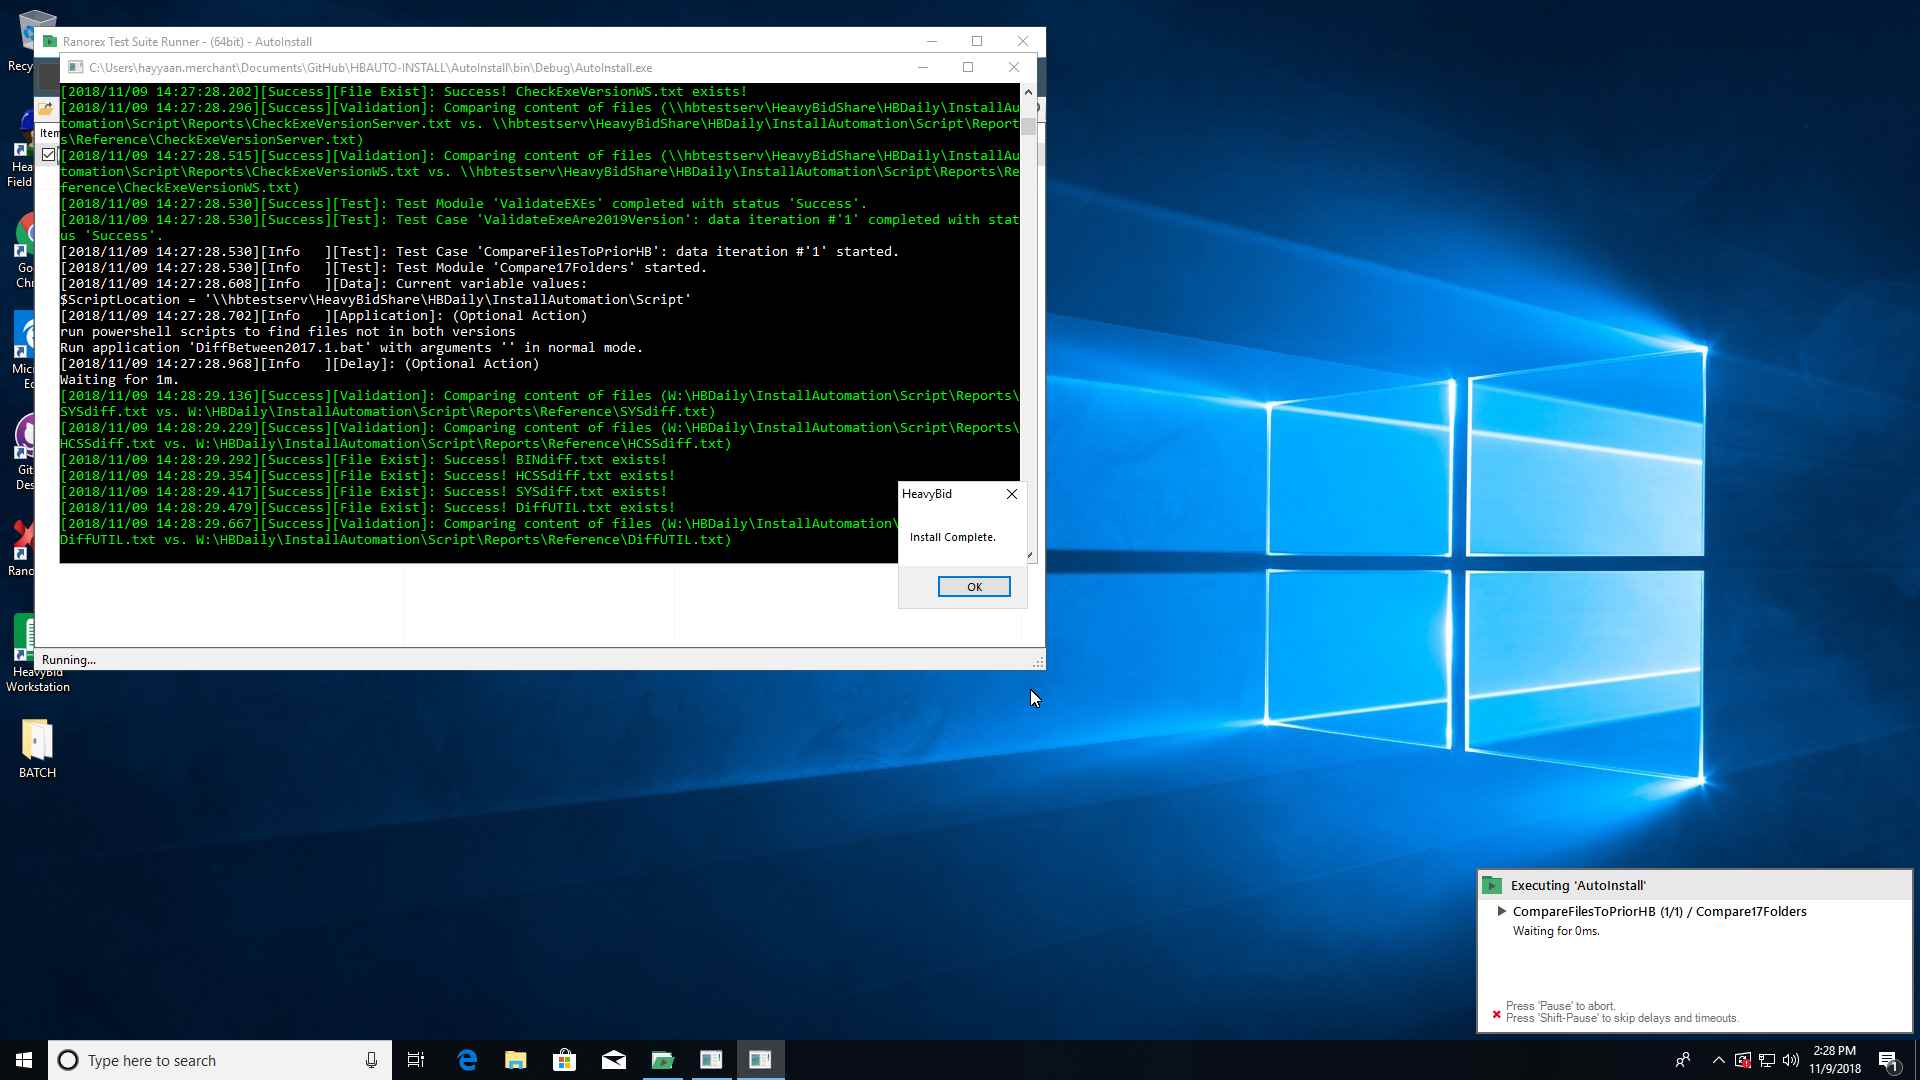 Recy
Ranorex Test Suite Runner - (64bit) - AutoInstall
C:\Users\hayyaan.merchant\Documents\GitHub\HBAUTO-INSTALL\AutoInstall\bin\Debug\AutoInstall.exe
Item
[2018/11/09 14:27:28.202][Success][File Exist]: Success! CheckExeVersionWS.txt exists!
[2018/11/09 14:27:28.296][Success][Validation]: Comparing content of files (\\hbtestserv\HeavyBidShare\HBDaily\InstallAu
tomation\Script\Reports\CheckExeVersionServer.txt vs. \\hbtestserv\HeavyBidShare\HBDaily\InstallAutomation\Script\Report
s\Reference\CheckExeVersionServer.txt)
[2018/11/09 14:27:28.515][Success][Validation]: Comparing content of files (\\hbtestserv\HeavyBidShare\HBDaily\InstallAu
tomation\Script\Reports\CheckExeVersionWS.txt vs. \\hbtestserv\HeavyBidShare\HBDaily\InstallAutomation\Script\Reports\Re
ference\CheckExeVersionWS.txt)
[2018/11/09 14:27:28.530][Success][Test]: Test Module 'ValidateEXEs' completed with status 'Success'.
[2018/11/09 14:27:28.530][Success][Test]: Test Case 'ValidateExeAre2019Version': data iteration #'1' completed with stat
us 'Success'.
[2018/11/09 14:27:28.530][Info   ][Test]: Test Case 'CompareFilesToPriorHB': data iteration #'1' started.
[2018/11/09 14:27:28.530][Info   ][Test]: Test Module 'Compare17Folders' started.
[2018/11/09 14:27:28.608][Info   ][Data]: Current variable values:
$ScriptLocation = '\\hbtestserv\HeavyBidShare\HBDaily\InstallAutomation\Script'
[2018/11/09 14:27:28.702][Info   ][Application]: (Optional Action)
run powershell scripts to find files not in both versions
Run application 'DiffBetween2017.1.bat' with arguments '' in normal mode.
[2018/11/09 14:27:28.968][Info   ][Delay]: (Optional Action)
Waiting for 1m.
[2018/11/09 14:28:29.136][Success][Validation]: Comparing content of files (W:\HBDaily\InstallAutomation\Script\Reports\
SYSdiff.txt vs. W:\HBDaily\InstallAutomation\Script\Reports\Reference\SYSdiff.txt)
[2018/11/09 14:28:29.229][Success][Validation]: Comparing content of files (W:\HBDaily\InstallAutomation\Script\Reports\
HCSSdiff.txt vs. W:\HBDaily\InstallAutomation\Script\Reports\Reference\HCSSdiff.txt)
[2018/11/09 14:28:29.292][Success][File Exist]: Success! BINdiff.txt exists!
[2018/11/09 14:28:29.354][Success][File Exist]: Success! HCSSdiff.txt exists!
[2018/11/09 14:28:29.417][Success][File Exist]: Success! SYSdiff.txt exists!
[2018/11/09 14:28:29.479][Success][File Exist]: Success! DiffUTIL.txt exists!
[2018/11/09 14:28:29.667][Success][Validation]: Comparing content of files (W:\HBDaily\InstallAutomation\
DiffUTIL.txt vs. W:\HBDaily\InstallAutomation\Script\Reports\Reference\DiffUTIL.txt)
HeavyBid
Install Complete.
OK
Running...
Hea
Field
Go
Chr
Mic
Ed
Git
Des
Rano
HeavyBid
Workstation
BATCH
Executing 'AutoInstall'
CompareFilesToPriorHB (1/1) / Compare17Folders
Waiting for 0ms.
Press 'Pause' to abort.
Press 'Shift-Pause' to skip delays and timeouts.
Type here to search
2:28 PM
11/9/2018
1